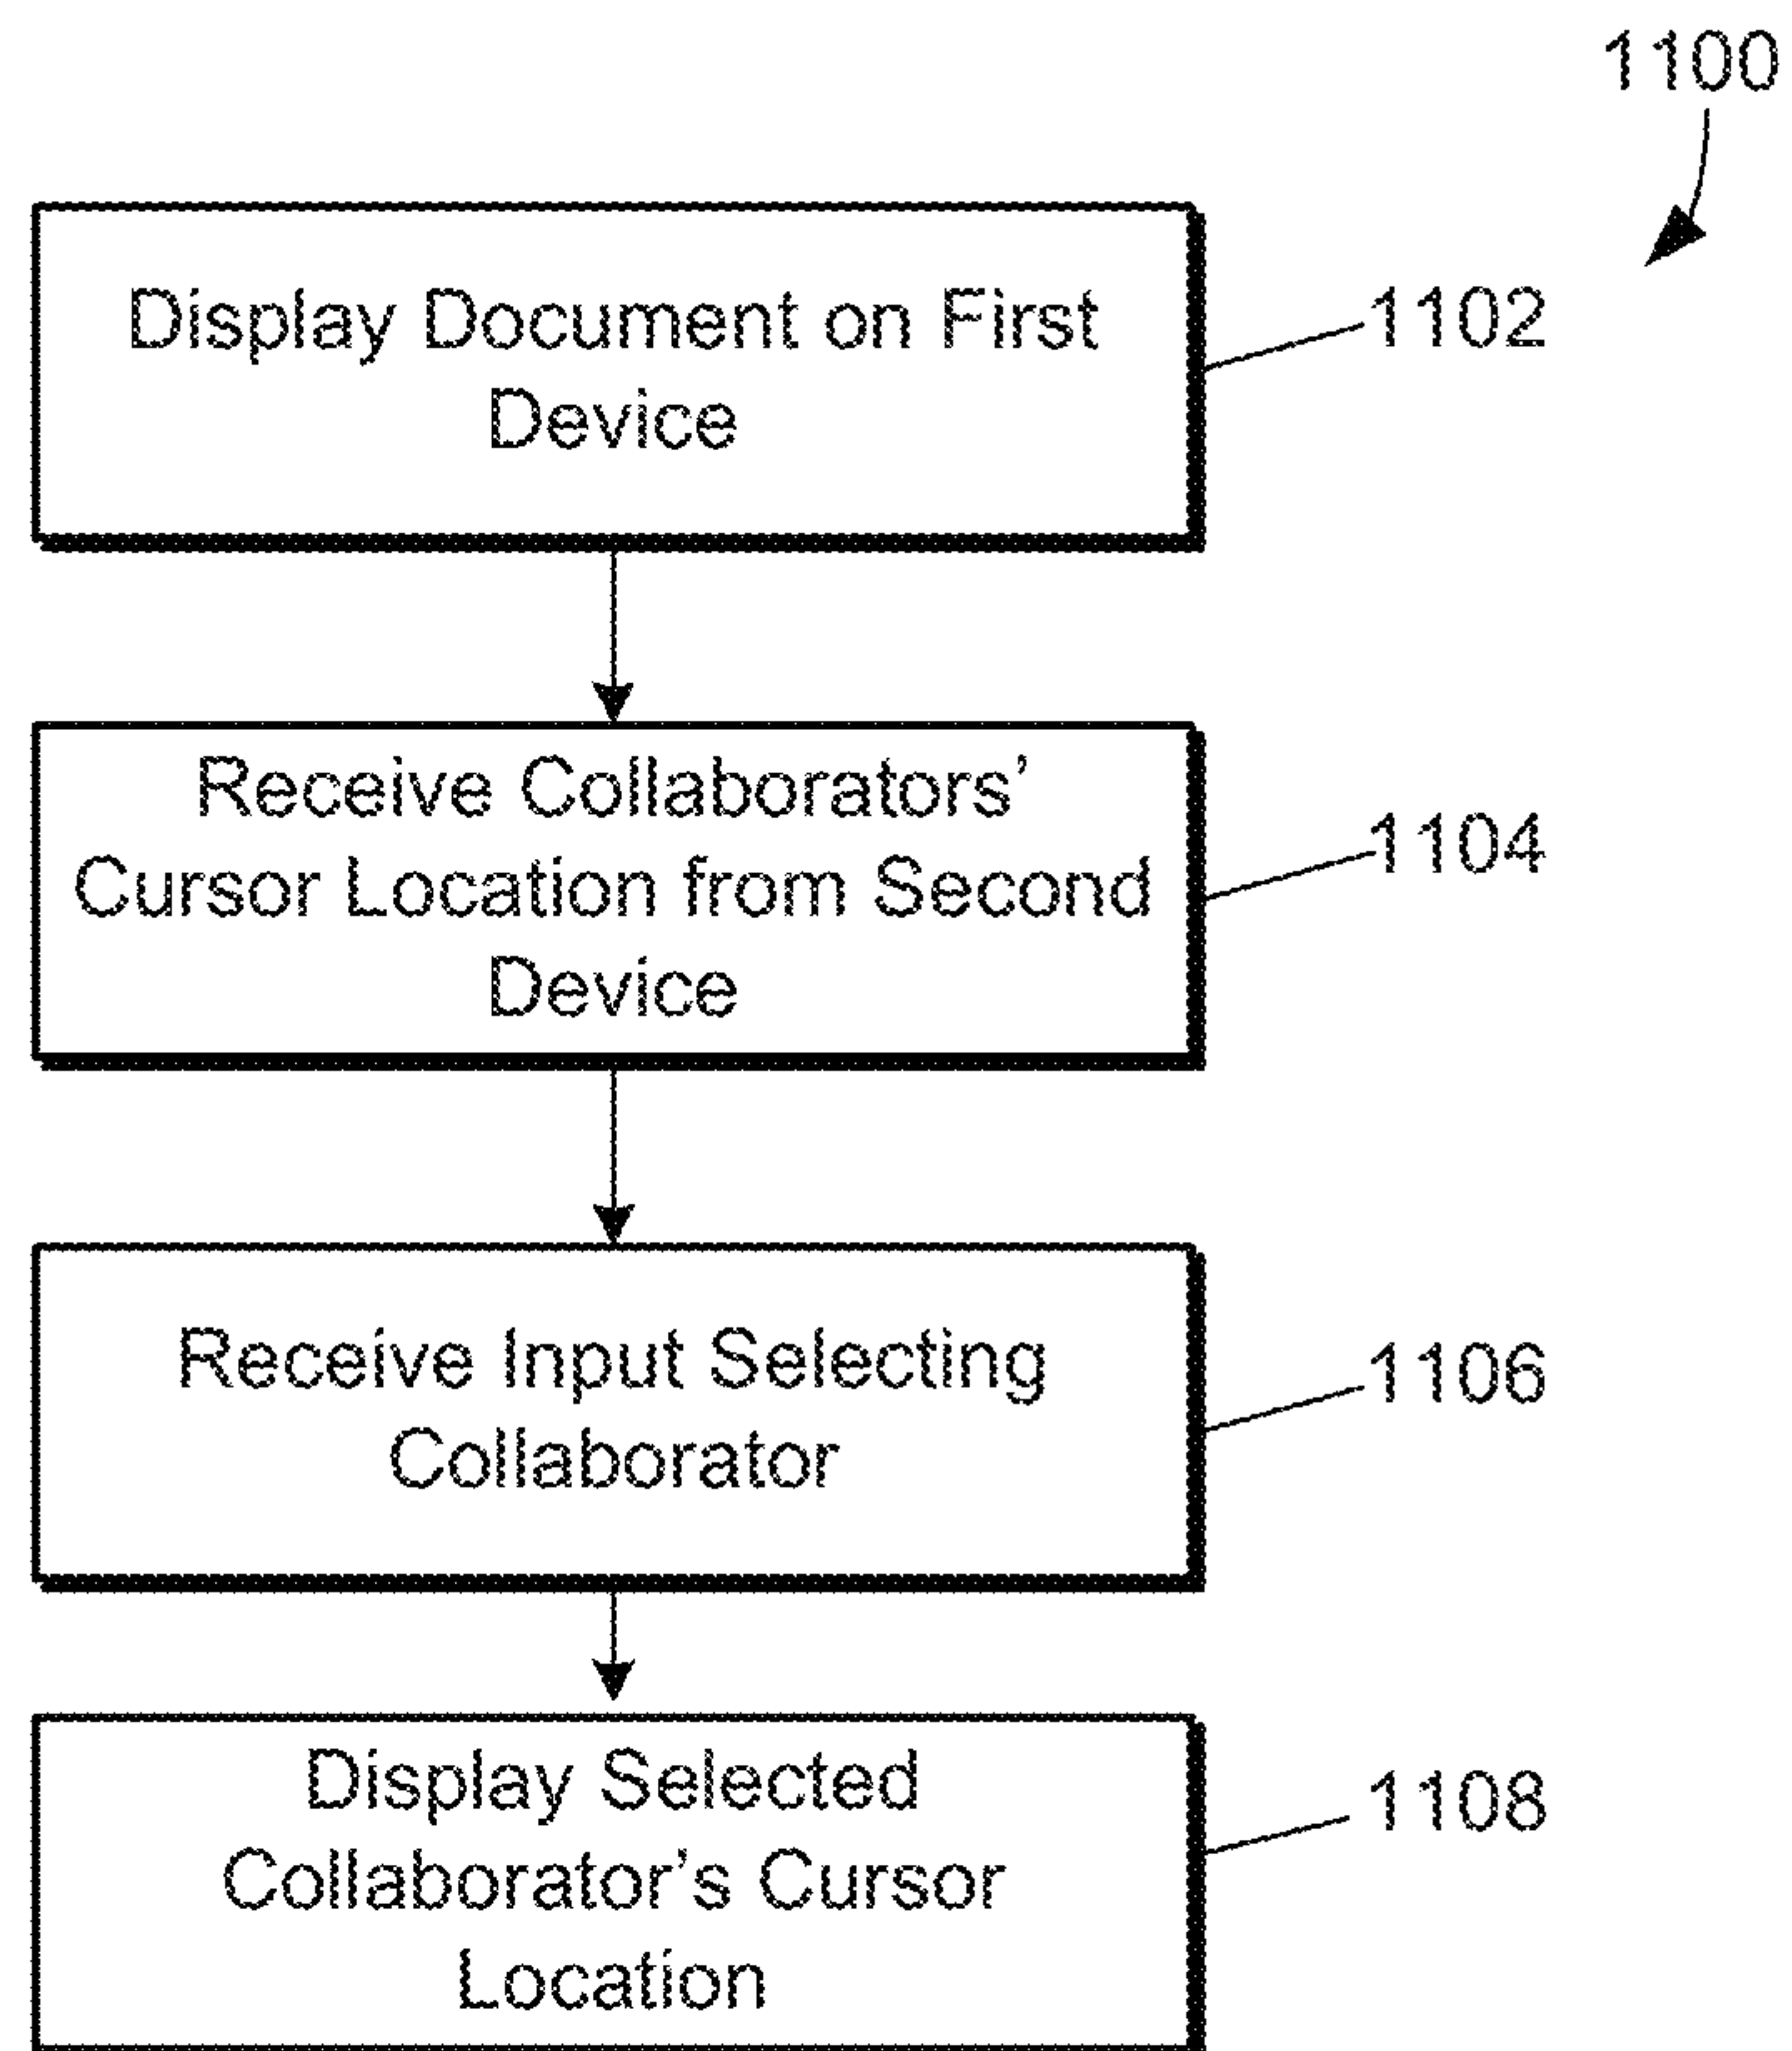 1100
Display Document on First
Device
1102
Receive Collaborators’
Cursor Location from Second
Device
1104
Receive Input Selecting
Collaborator
1106
Display Selected
Collaborator’s Cursor
Location
1108